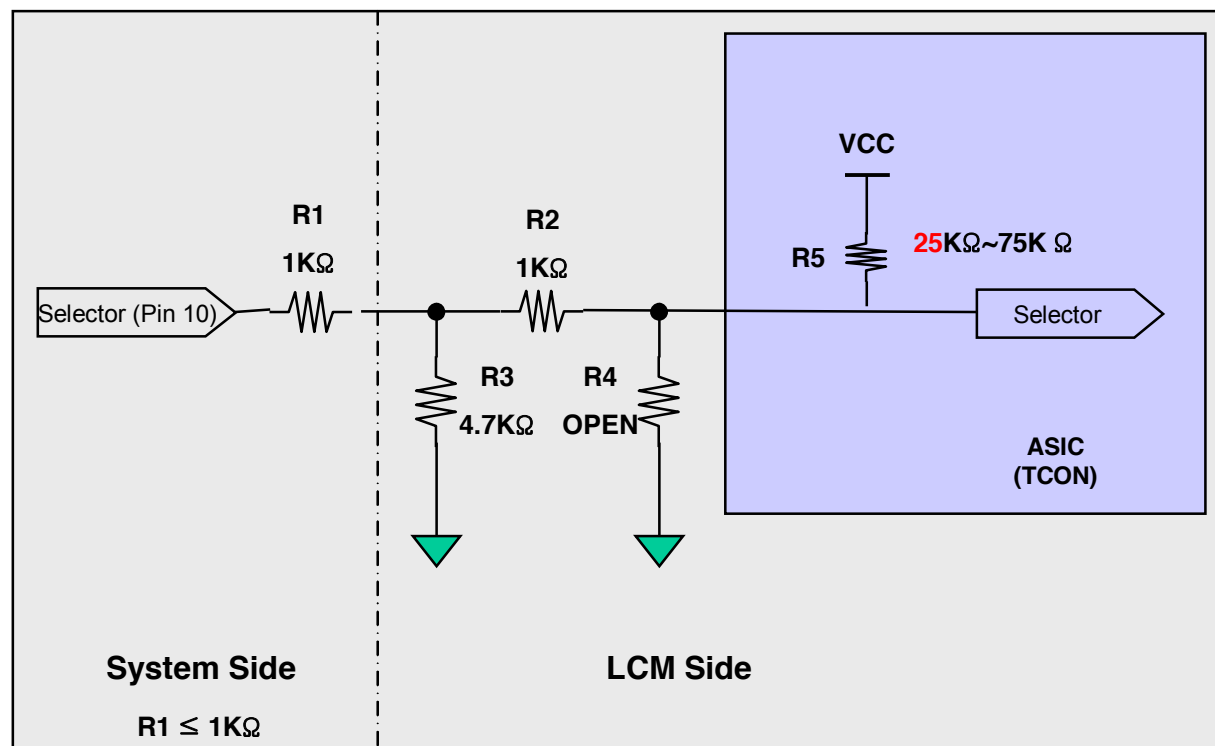 VCC
R1
R2
1KΩ
1KΩ
R5
25KΩ~75K Ω
Selector (Pin 10)
Selector
R3
4.7KΩ
R4
OPEN
ASIC
(TCON)
System Side
LCM Side
R1 ≤ 1KΩ